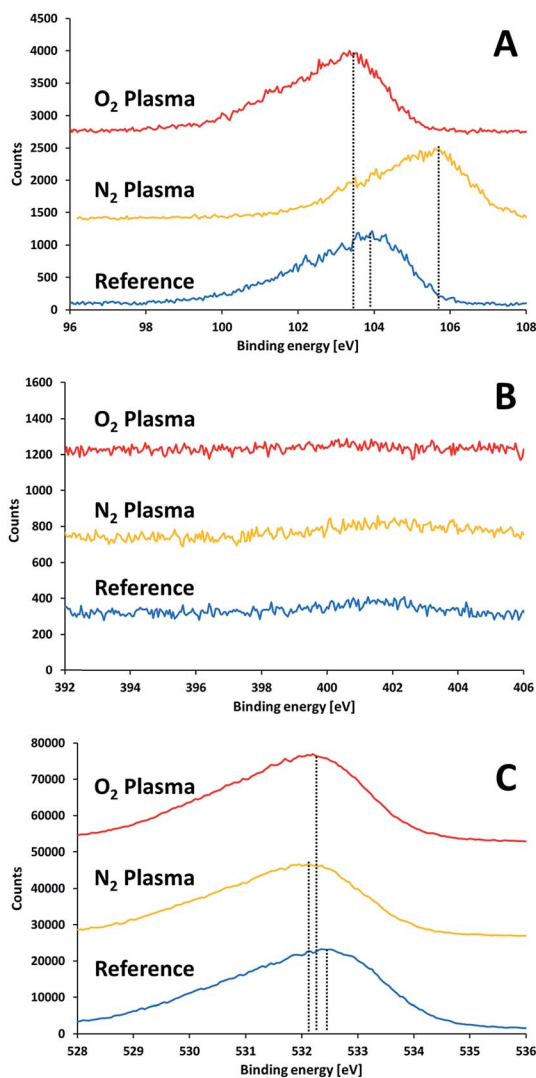 A
4500
4000
3500
3000
2500
2000
1500
1000
500
0
Counts
O₂ Plasma
N₂ Plasma
Reference
96 98 100 102 104 106 108
Binding energy [eV]
B
1600
1400
1200
1000
800
600
400
200
0
Counts
O₂ Plasma
N₂ Plasma
Reference
392 394 396 398 400 402 404 406
Binding energy [eV]
C
80000
70000
60000
50000
40000
30000
20000
10000
0
Counts
O₂ Plasma
N₂ Plasma
Reference
528 529 530 531 532 533 534 535 536
Binding energy [eV]